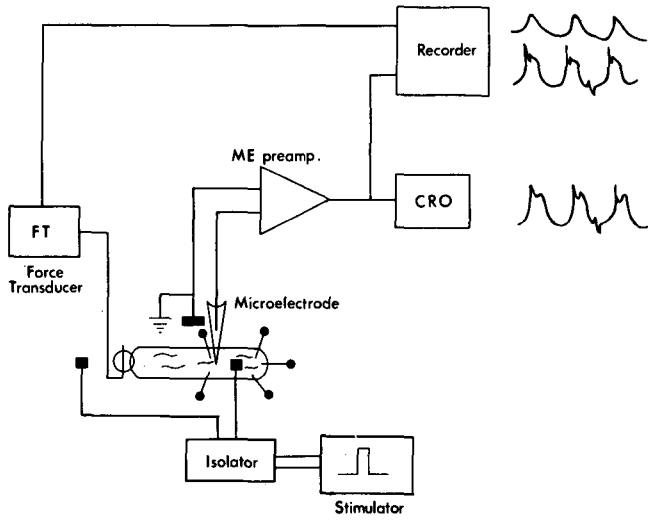 Recorder
ME preamp.
CRO
FT
Force
Transducer
Microelectrode
Isolator
Stimulator